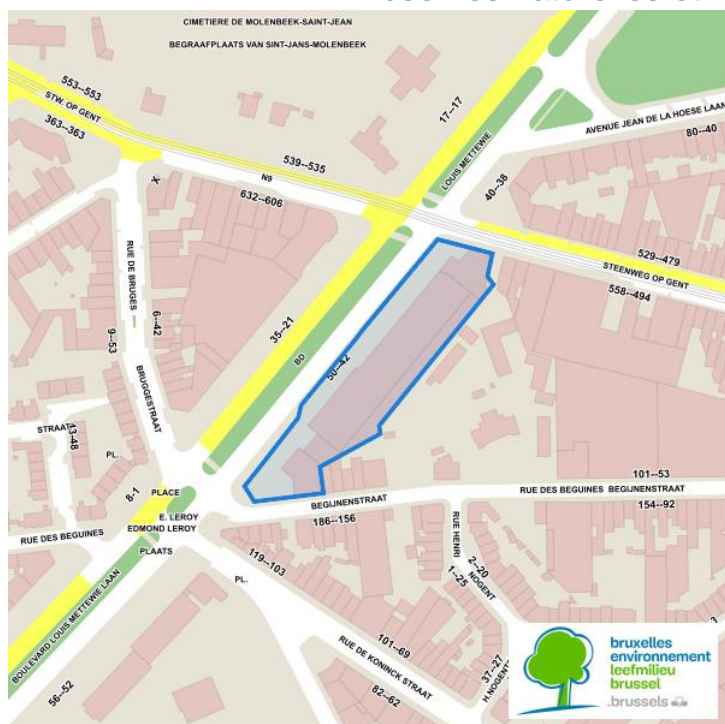 CIMETIERE DE MOLENBEEK-SAINT-JEAN
BEGRAAFPLAATS VAN SINT-JANS-MOLENBEEK
553--553
STW. OP GENT
363--363
17--17
539--535
N9
632--606
LOUIS METTEWIE
AVENUE JEAN DE LA HOESE LAAN
80--40
40--38
529--479
STEENWEG OP GENT
558--494
RUE DE BRUGES
6--42
9--53
BRUGGESTRAAT
35--21
BD
50--42
STRAAT
13-48
PL.
8-1
PLACE
E. LEROY
EDMOND LEROY
PLAATS
RUE DES BEGUINES
BEGIJNENSTRAAT
186--156
101--53
RUE DES BEGUINES BEGIJNENSTRAAT
154--92
RUE HENRI
2--20
NOGENT
1--25
119--103
PL.
BOULEVARD LOUIS METTEWIE LAAN
56--52
101--69
RUE DE KONINCK STRAAT
82--62
37--27
H.NOGENT
bruxelles
environnement
leefmilieu
brussel
.brussels